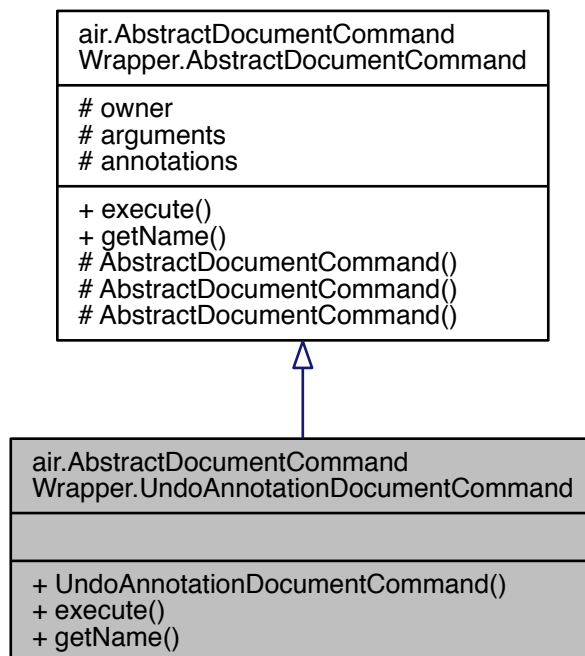 air.AbstractDocumentCommand
Wrapper.AbstractDocumentCommand
# owner
# arguments
# annotations
+ execute()
+ getName()
# AbstractDocumentCommand()
# AbstractDocumentCommand()
# AbstractDocumentCommand()
air.AbstractDocumentCommand
Wrapper.UndoAnnotationDocumentCommand
+ UndoAnnotationDocumentCommand()
+ execute()
+ getName()